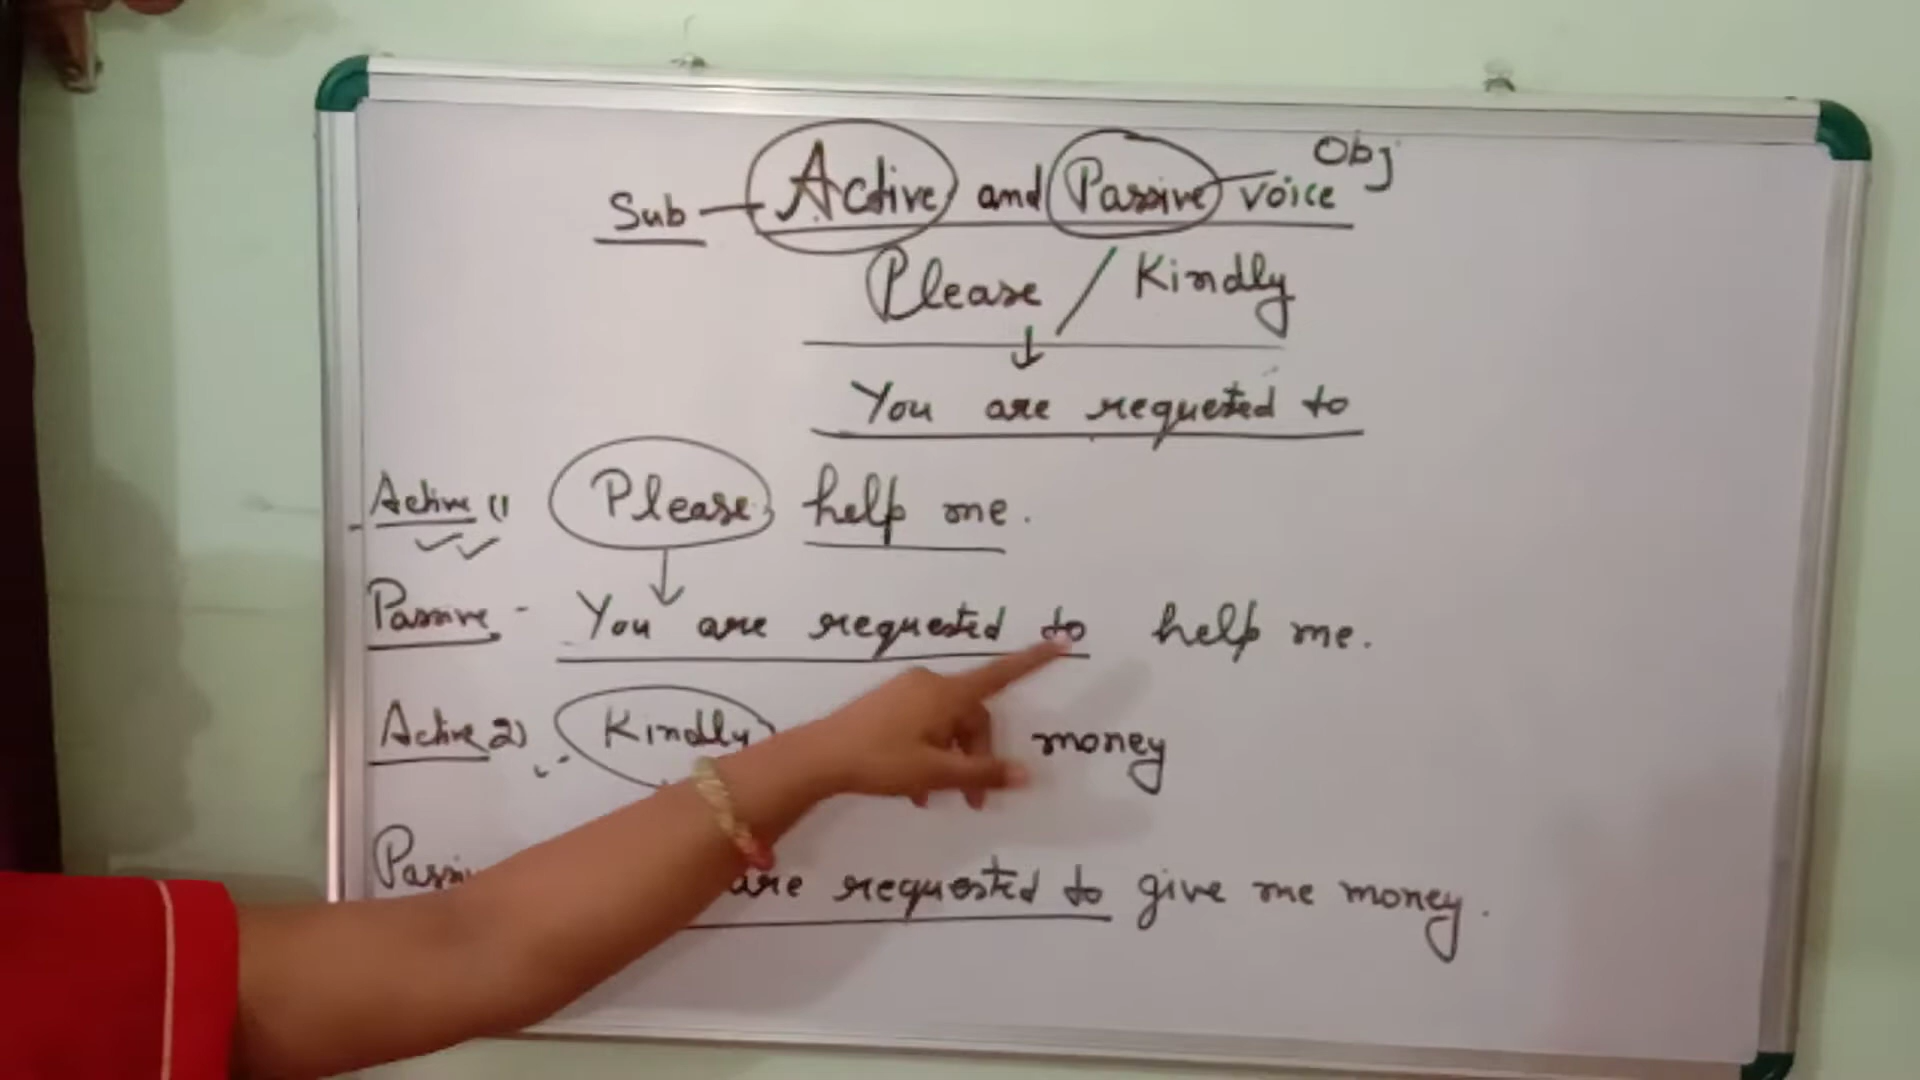 Obj
Sub — Active and Passive voice
Please / Kindly
↓
You are requested to
Active (1 Please help me.
Passive - You are requested to help me.
Active 2) Kindly money
are requested to give me money.